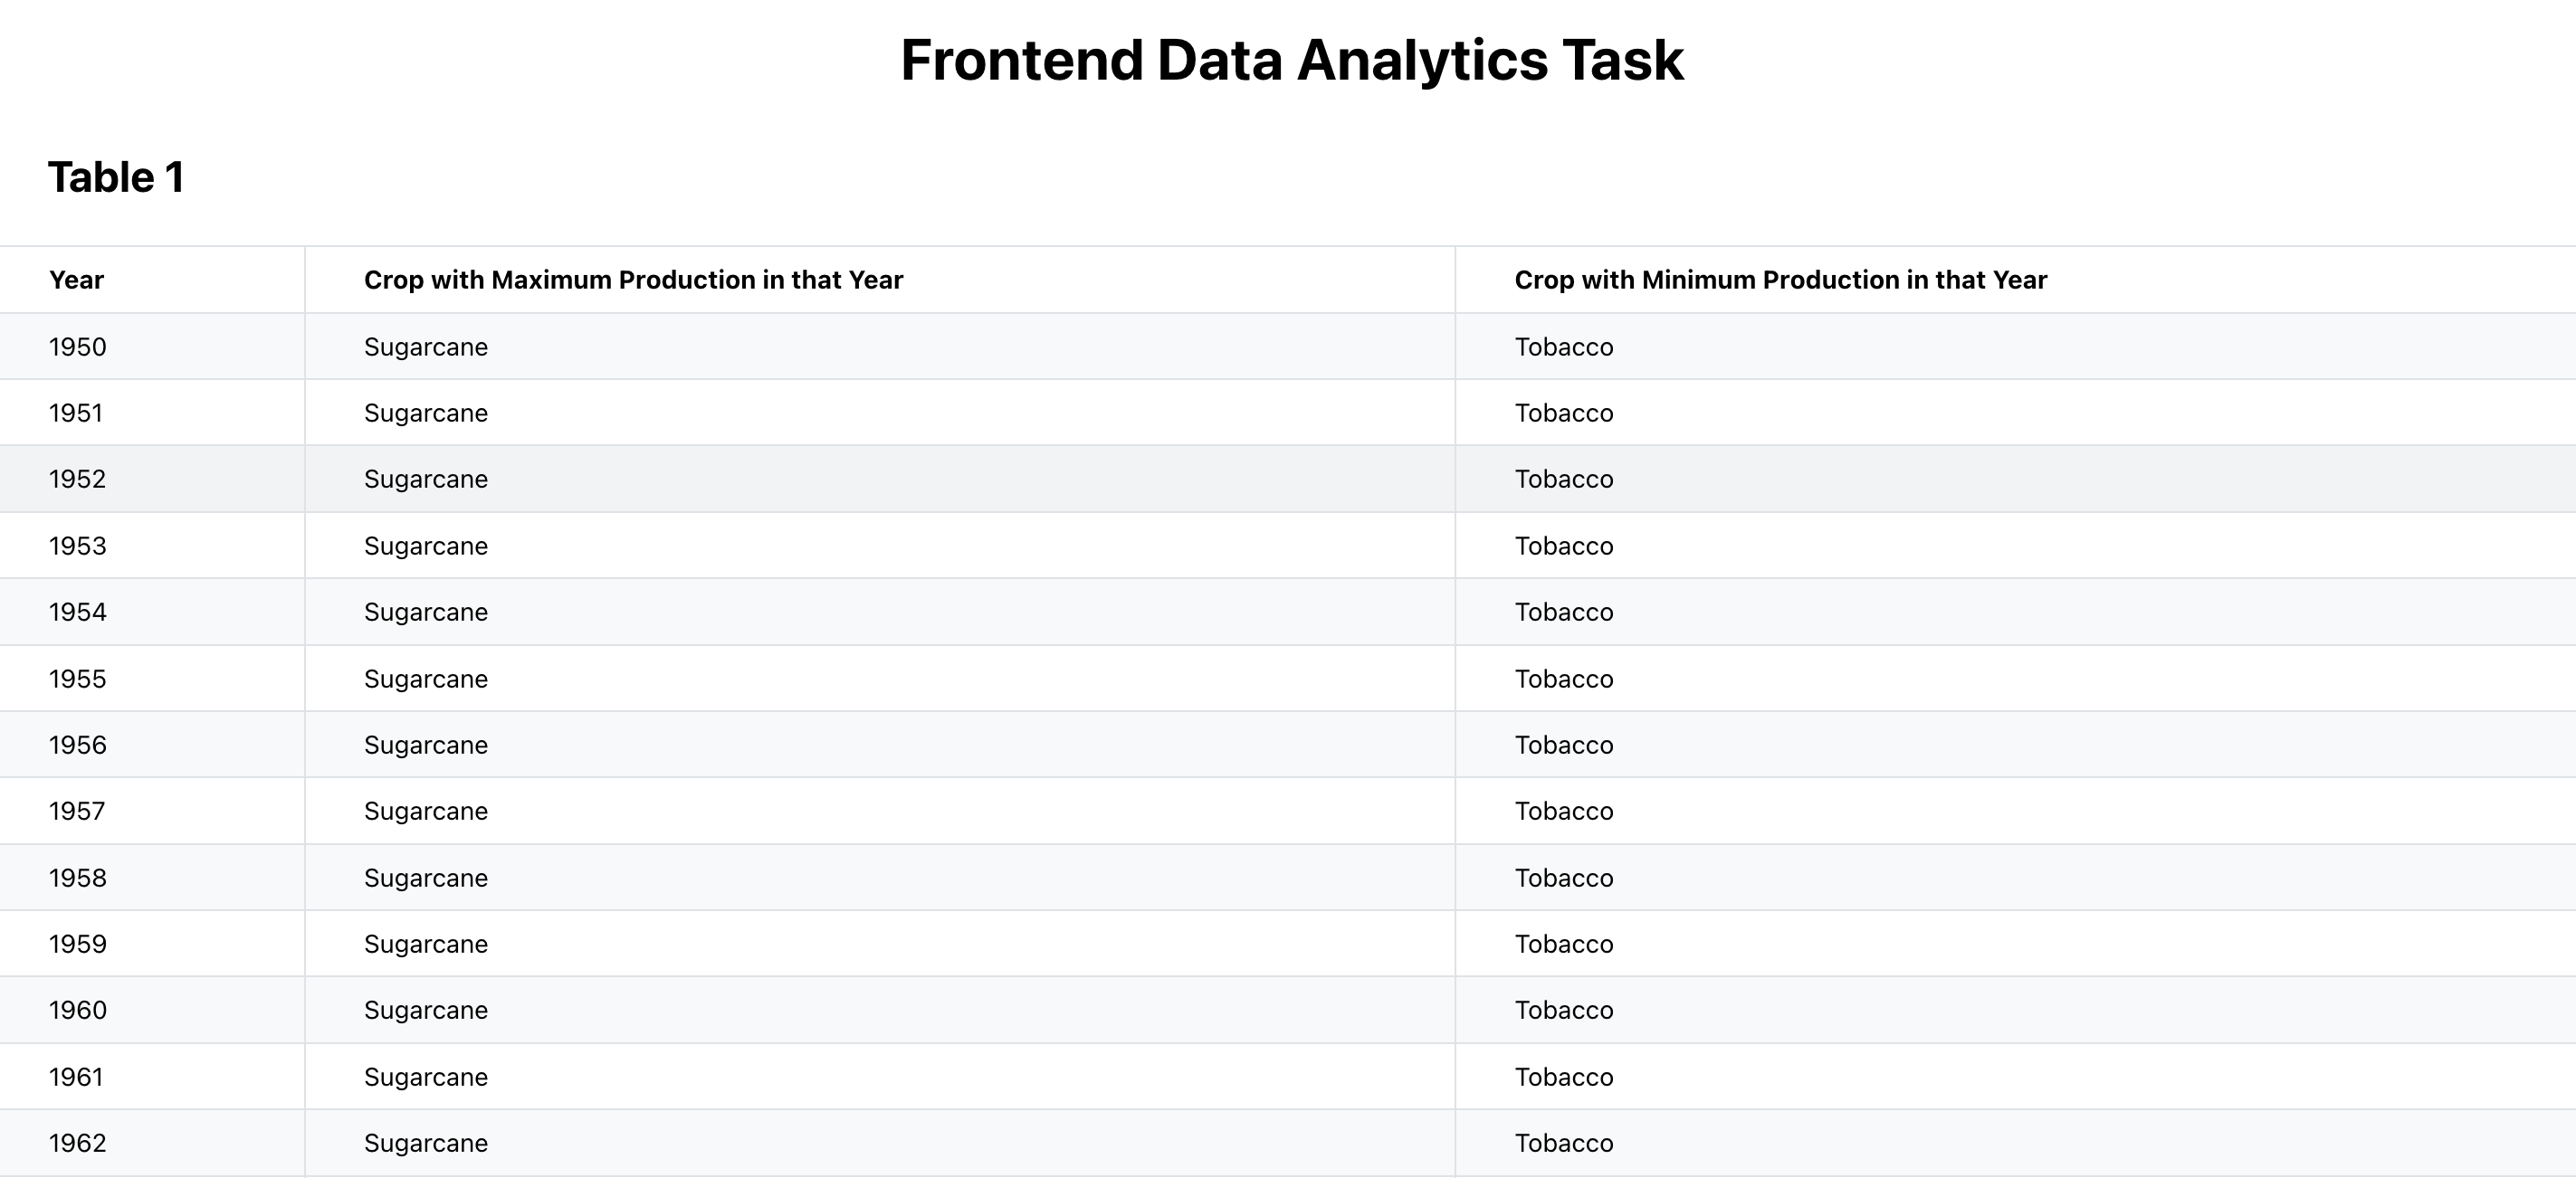 Frontend Data Analytics Task
Table 1
Year Crop with Maximum Production in that Year Crop with Minimum Production in that Year
1950 Sugarcane Tobacco
1951 Sugarcane Tobacco
1952 Sugarcane Tobacco
1953 Sugarcane Tobacco
1954 Sugarcane Tobacco
1955 Sugarcane Tobacco
1956 Sugarcane Tobacco
1957 Sugarcane Tobacco
1958 Sugarcane Tobacco
1959 Sugarcane Tobacco
1960 Sugarcane Tobacco
1961 Sugarcane Tobacco
1962 Sugarcane Tobacco